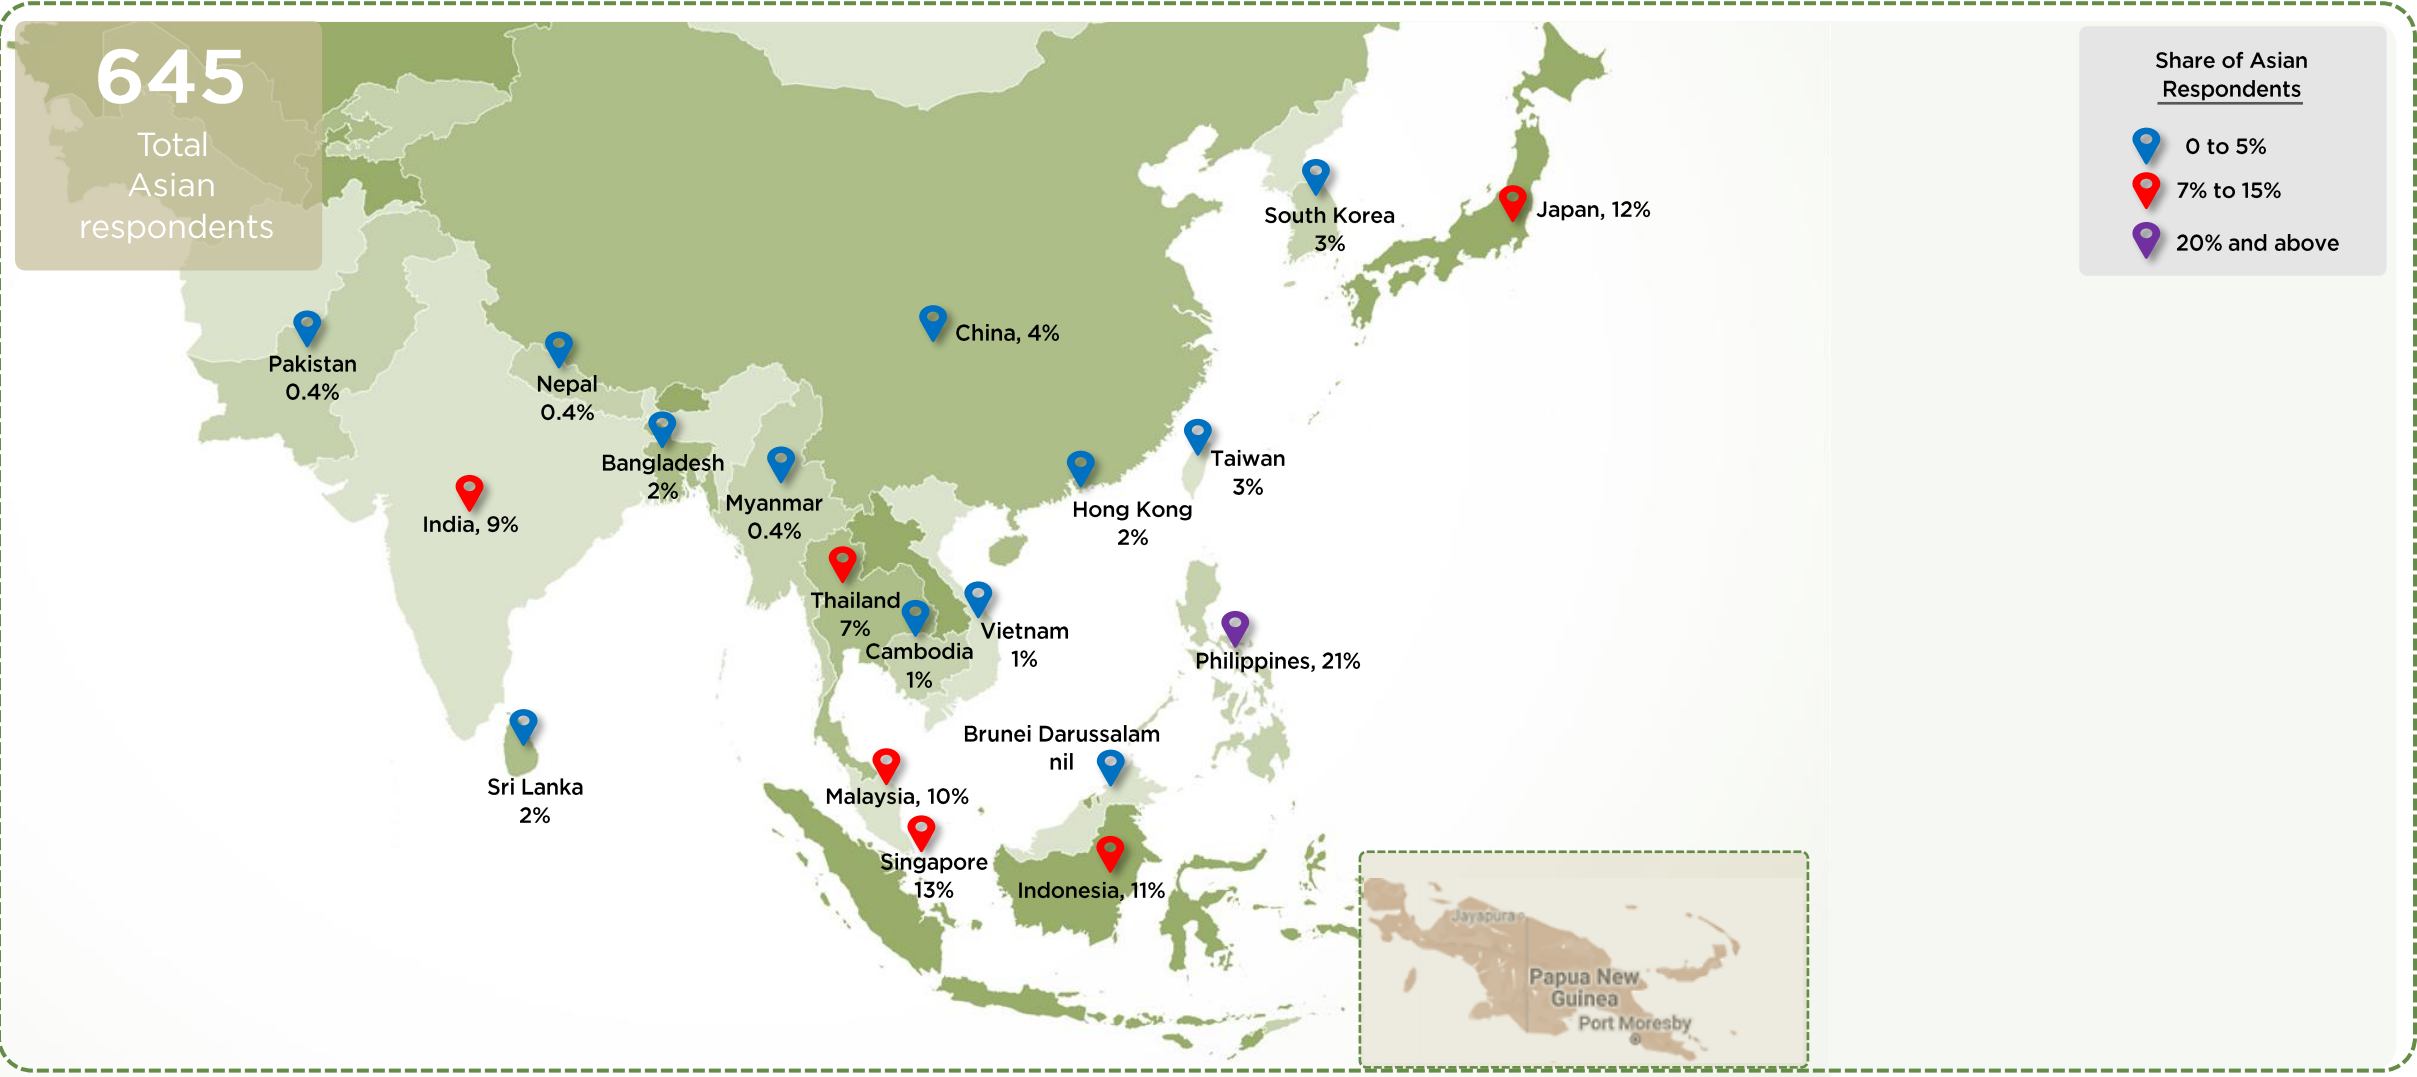 645
Total
Asian
respondents
Share of Asian
Respondents
0 to 5%
7% to 15%
20% and above
South Korea
3%
Japan, 12%
China, 4%
Pakistan
0.4%
Nepal
0.4%
Bangladesh
2%
Myanmar
0.4%
India, 9%
Taiwan
3%
Hong Kong
2%
Thailand
7%
Cambodia
1%
Vietnam
1%
Philippines, 21%
Brunei Darussalam
nil
Sri Lanka
2%
Malaysia, 10%
Singapore
13%
Indonesia, 11%
Jayapura
Papua New
Guinea
Port Moresby